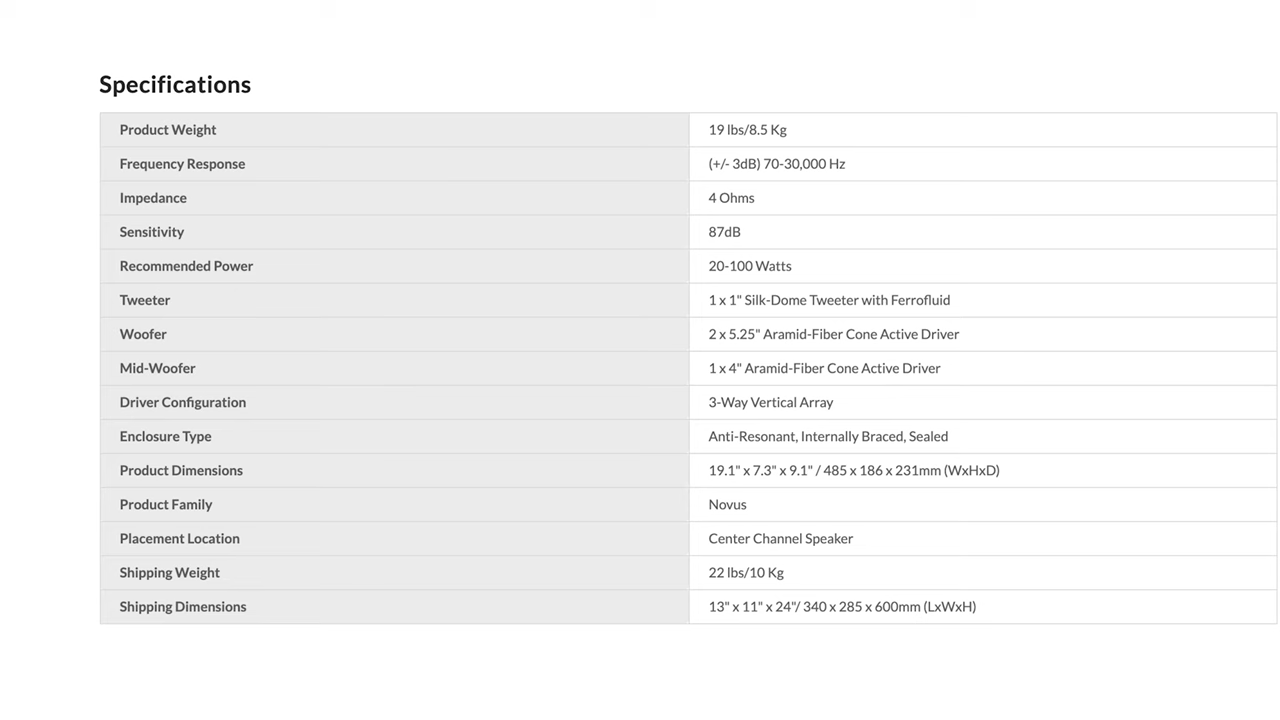 Specifications
Product Weight 19 lbs/8.5 Kg
Frequency Response (+/- 3dB) 70-30,000 Hz
Impedance 4 Ohms
Sensitivity 87dB
Recommended Power 20-100 Watts
Tweeter 1 x 1" Silk-Dome Tweeter with Ferrofluid
Woofer 2 x 5.25" Aramid-Fiber Cone Active Driver
Mid-Woofer 1 x 4" Aramid-Fiber Cone Active Driver
Driver Configuration 3-Way Vertical Array
Enclosure Type Anti-Resonant, Internally Braced, Sealed
Product Dimensions 19.1" x 7.3" x 9.1" / 485 x 186 x 231mm (WxHxD)
Product Family Novus
Placement Location Center Channel Speaker
Shipping Weight 22 lbs/10 Kg
Shipping Dimensions 13" x 11" x 24"/ 340 x 285 x 600mm (LxWxH)